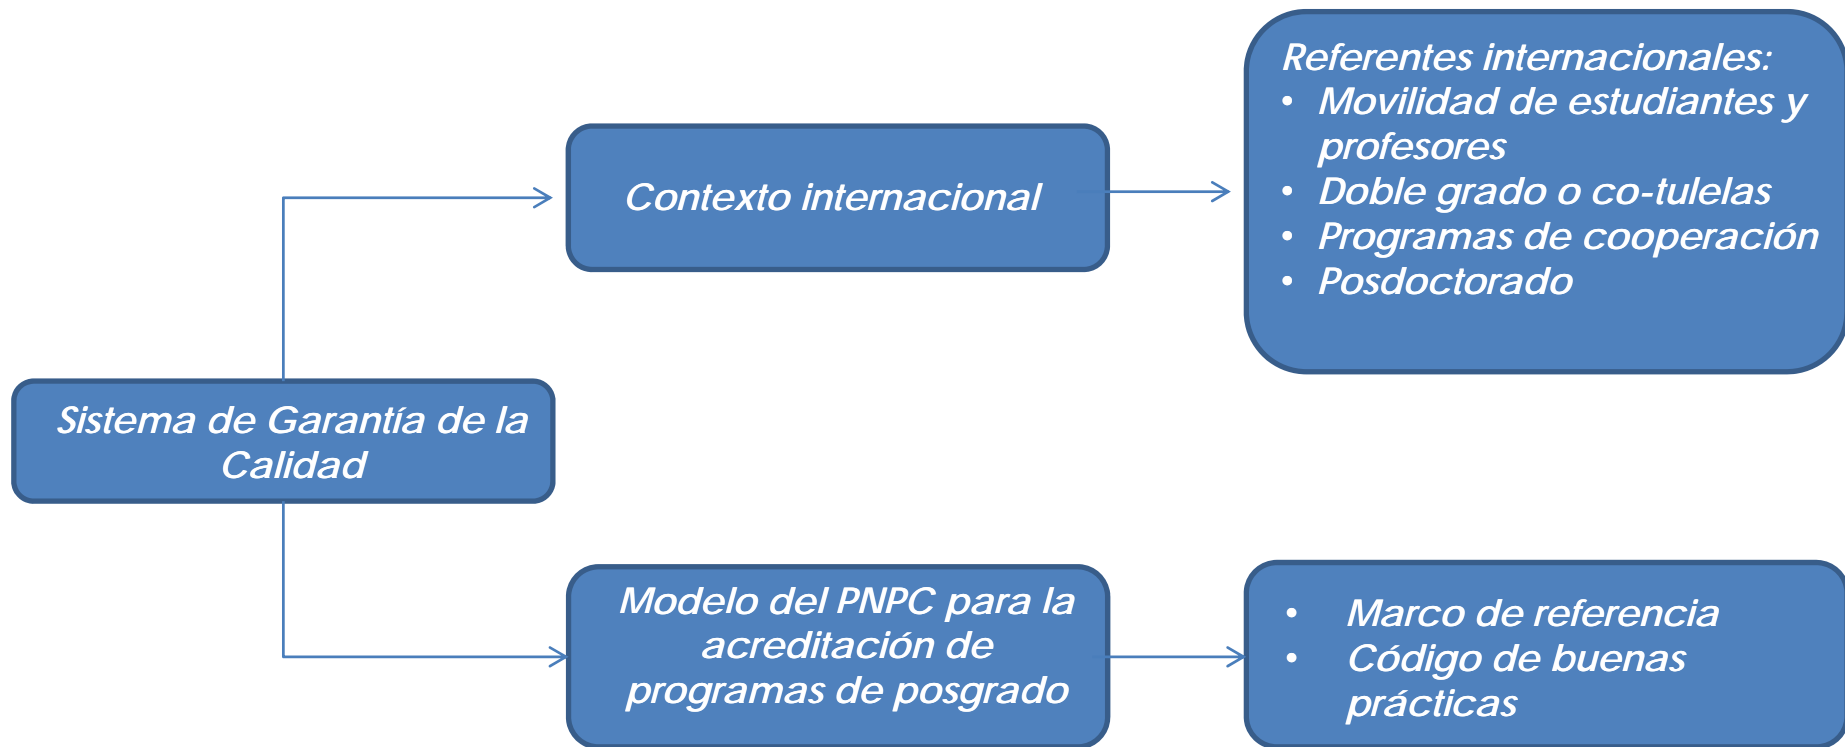 Referentes internacionales:
• Movilidad de estudiantes y
profesores
• Doble grado o co-tulelas
• Programas de cooperación
• Posdoctorado
Contexto internacional
Sistema de Garantía de la
Calidad
Modelo del PNPC para la
acreditación de
programas de posgrado
• Marco de referencia
• Código de buenas
prácticas